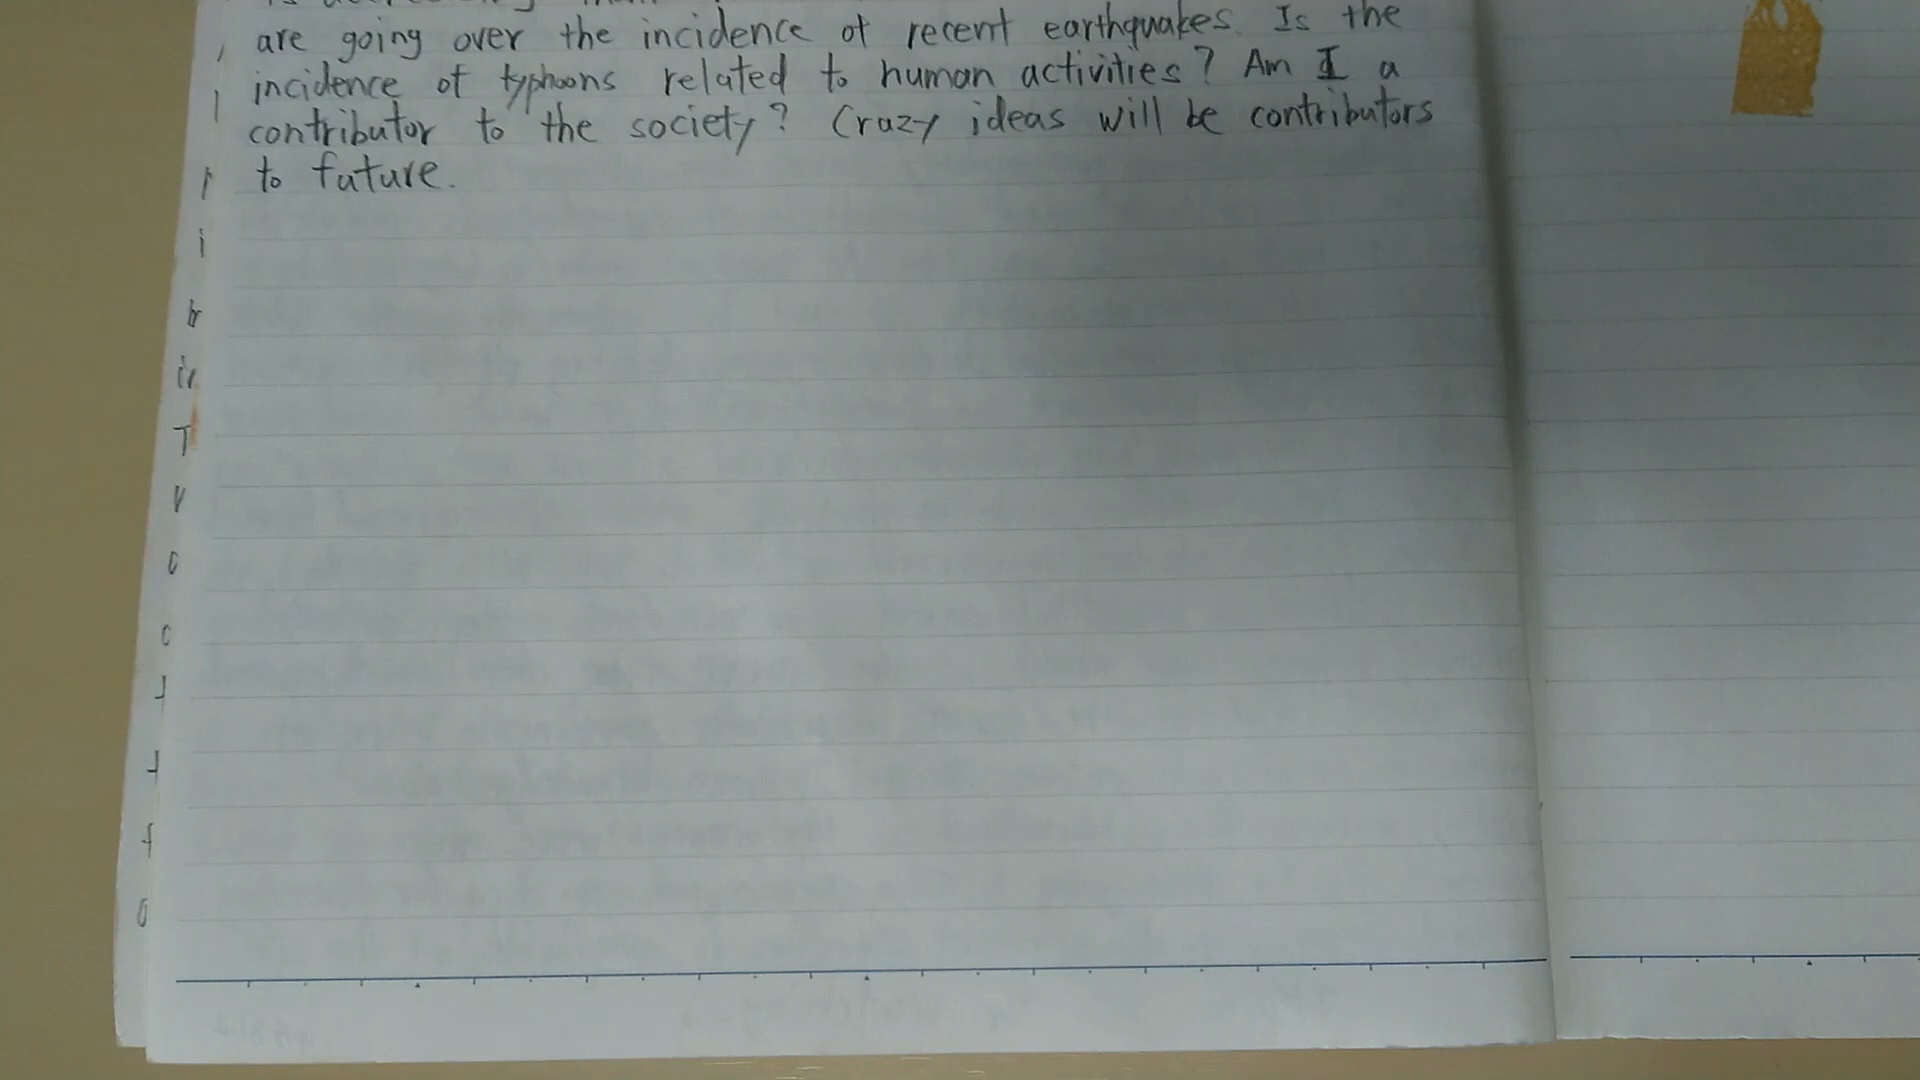 are going over the incidence of recent earthquakes. Is the
incidence of typhoons related to human activities? Am I a
contributor to the society? Crazy ideas will be contributors
to future.